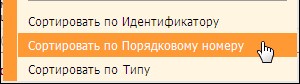 Сортировать по Идентификатору
Сортировать по Порядковому номеру
Сортировать по Типу